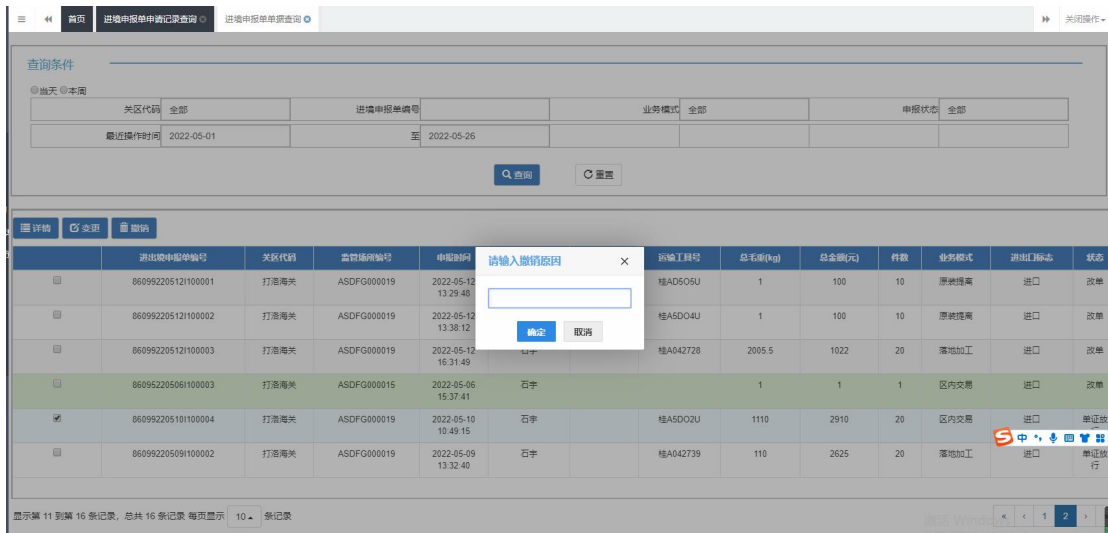 首页 进境申报单申请记录查询 进境申报单单据查询 关闭操作
查询条件
当天 本周
关区代码 全部 进境申报单编号 业务模式 全部 申报状态 全部
最近操作时间 2022-05-01 至 2022-05-26
查询 重置
详情 变更 撤销
进出境申报单编号 关区代码 监管场所编号 申报时间 运输工具号 总毛重(kg) 总金额(元) 件数 业务模式 进出口标志 状态
请输入撤销原因 ×
860992205121100001 打洛海关 ASDFG000019 2022-05-12 13:29:48 桂AD5O5U 1 100 10 原装提离 进口 改单
86099220512I100002 打洛海关 ASDFG000019 2022-05-12 13:38:12 桂A5DO4U 1 100 10 原装提离 进口 改单
确定 取消
86099220512I100003 打洛海关 ASDFG000019 2022-05-12 16:31:49 桂A042728 2005.5 1022 20 落地加工 进口 改单
86095220506I100003 打洛海关 ASDFG000015 2022-05-06 15:37:41 石宇 1 1 1 区内交易 进口 改单
86099220510I100004 打洛海关 ASDFG000019 2022-05-10 10:49:15 石宇 桂A5DO2U 1110 2910 20 区内交易 进口 单证放
中
86099220509I100002 打洛海关 ASDFG000019 2022-05-09 13:32:40 石宇 桂A042739 110 2625 20 落地加工 进口 单证放行
显示第 11 到第 16 条记录，总共 16 条记录 每页显示 10 条记录
« ‹ 1 2 ›